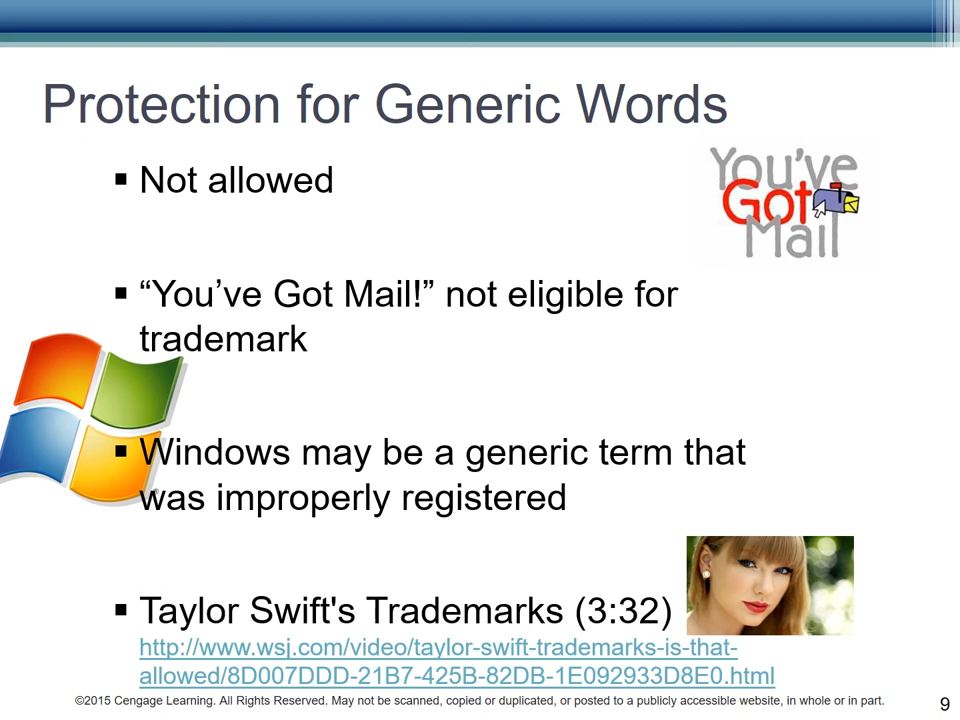 Protection for Generic Words
You've
Got
Mail
▪ Not allowed
▪ “You’ve Got Mail!” not eligible for
trademark
▪ Windows may be a generic term that
was improperly registered
▪ Taylor Swift's Trademarks (3:32)
http://www.wsj.com/video/taylor-swift-trademarks-is-that-
allowed/8D007DDD-21B7-425B-82DB-1E092933D8E0.html
©2015 Cengage Learning. All Rights Reserved. May not be scanned, copied or duplicated, or posted to a publicly accessible website, in whole or in part.
9